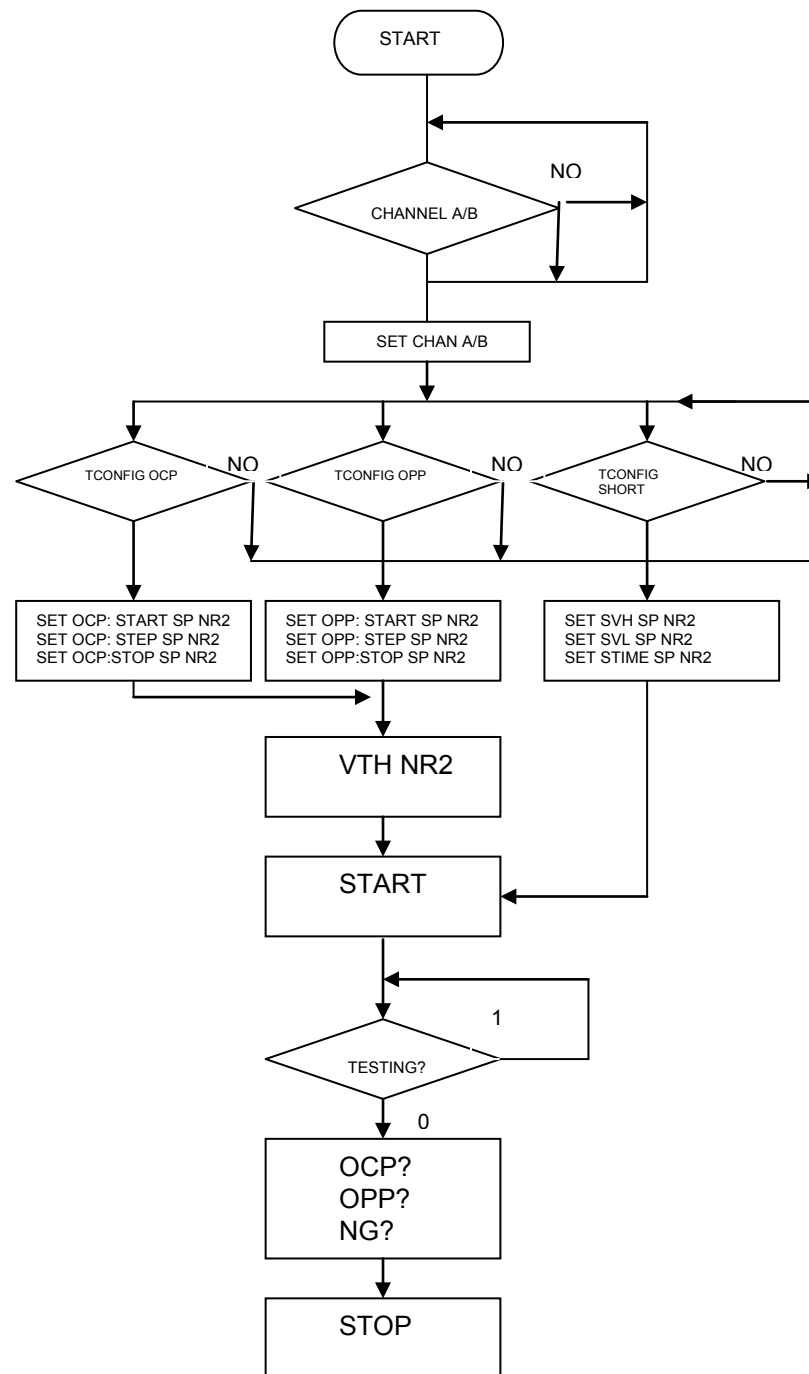 START
NO
CHANNEL A/B
SET CHAN A/B
TCONFIG OCP
NO
TCONFIG OPP
NO
TCONFIG
SHORT
NO
SET OCP: START SP NR2
SET OCP: STEP SP NR2
SET OCP:STOP SP NR2
SET OPP: START SP NR2
SET OPP: STEP SP NR2
SET OPP:STOP SP NR2
SET SVH SP NR2
SET SVL SP NR2
SET STIME SP NR2
VTH NR2
START
1
TESTING?
0
OCP?
OPP?
NG?
STOP